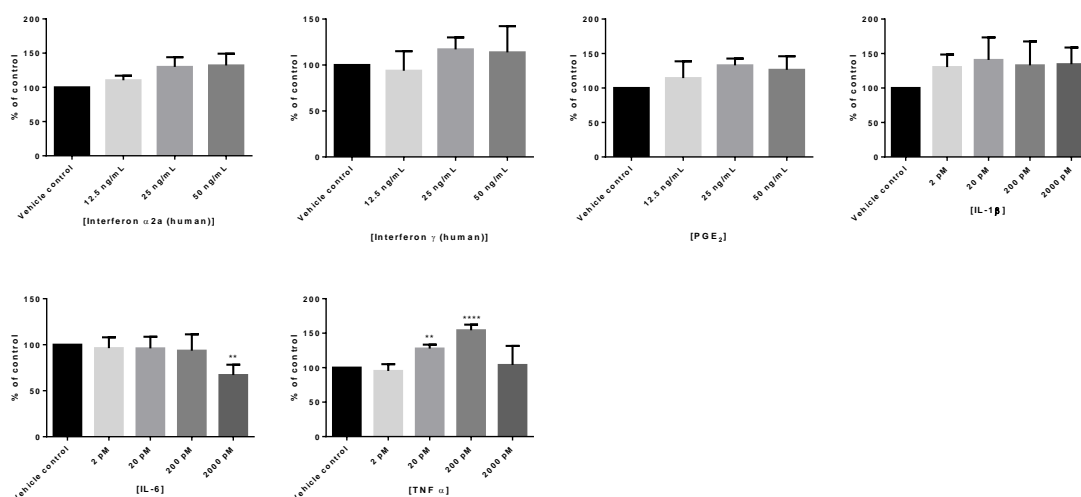 200
150
100
50
0
% of control
Vehicle control
12.5 ng/mL
25 ng/mL
50 ng/mL
[Interferon α2a (human)]
150
100
50
0
% of control
Vehicle control
12.5 ng/mL
25 ng/mL
50 ng/mL
[Interferon γ (human)]
200
150
100
50
0
% of control
Vehicle control
12.5 ng/mL
25 ng/mL
50 ng/mL
[PGE₂]
200
150
100
50
0
% of control
Vehicle control
2 pM
20 pM
200 pM
2000 pM
[IL-1β]
150
100
50
0
% of control
**
Vehicle control
2 pM
20 pM
200 pM
2000 pM
[IL-6]
200
150
100
50
0
% of control
**
****
Vehicle control
2 pM
20 pM
200 pM
2000 pM
[TNF α]